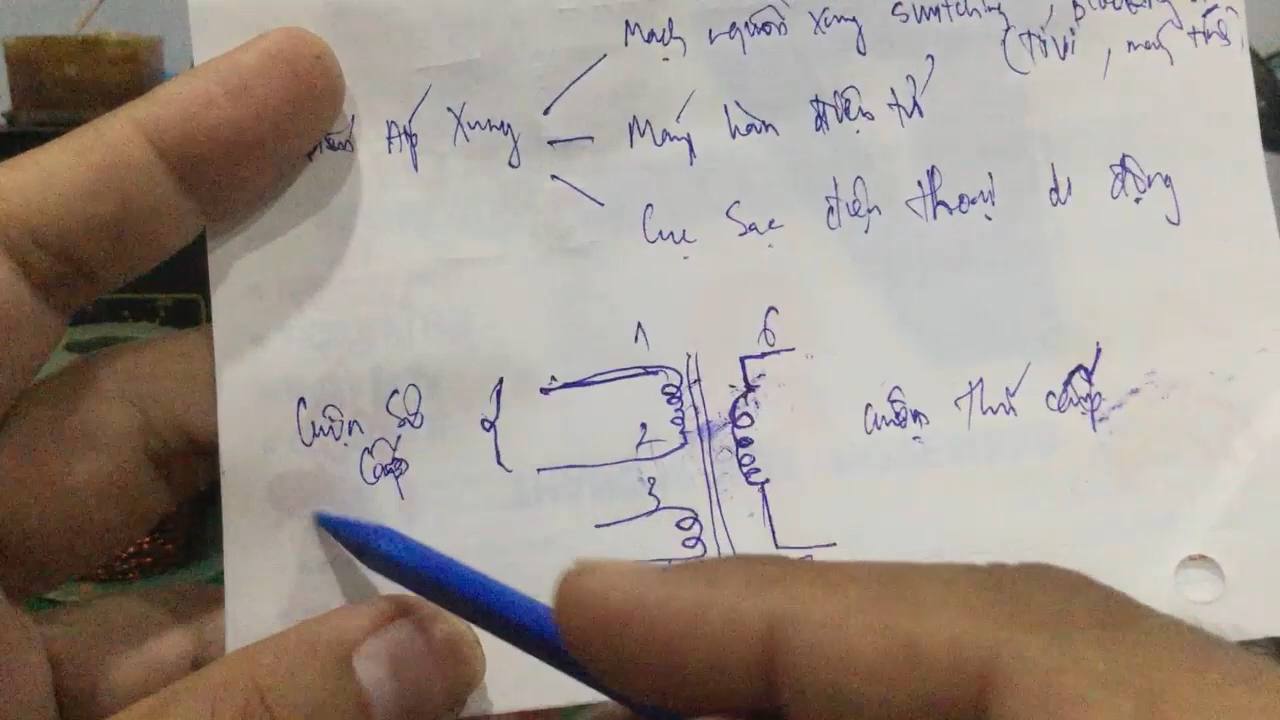 Mạch nguồn xung switching,
(tivi, máy tính
Áp Xung
Máy hàn điện tử
Cục Sạc điện thoại di động
1
6
Cuộn Sơ
Cấp
2
cuộn thứ cấp
3